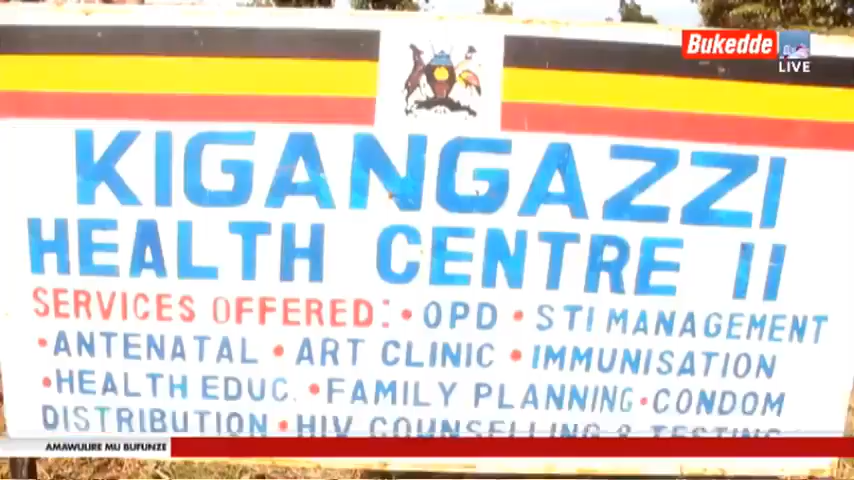 Bukedde
LIVE
KIGANGAZZI
HEALTH CENTRE II
SERVICES OFFERED: • OPD • STI MANAGEMENT
• ANTENATAL • ART CLINIC • IMMUNISATION
• HEALTH EDUC. • FAMILY PLANNING • CONDOM
DISTRIBUTION • HIV COUNSELLING & TESTING
AMAWULIRE MU BUFUNZE